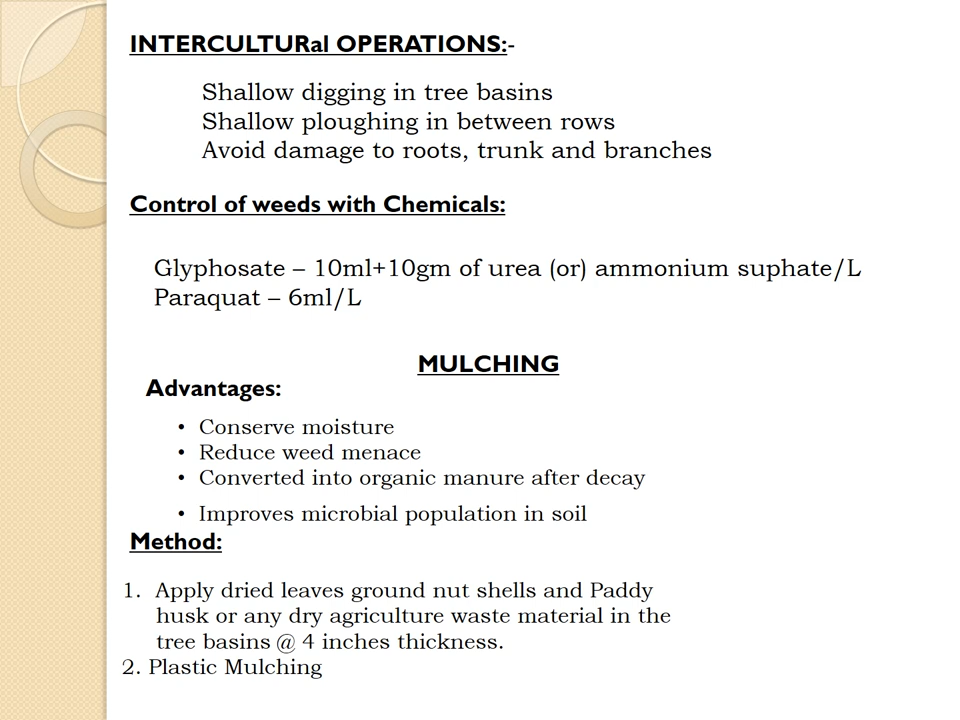 INTERCULTURal OPERATIONS:-
Shallow digging in tree basins
Shallow ploughing in between rows
Avoid damage to roots, trunk and branches
Control of weeds with Chemicals:
Glyphosate – 10ml+10gm of urea (or) ammonium suphate/L
Paraquat – 6ml/L
MULCHING
Advantages:
• Conserve moisture
• Reduce weed menace
• Converted into organic manure after decay
• Improves microbial population in soil
Method:
1. Apply dried leaves ground nut shells and Paddy
husk or any dry agriculture waste material in the
tree basins @ 4 inches thickness.
2. Plastic Mulching